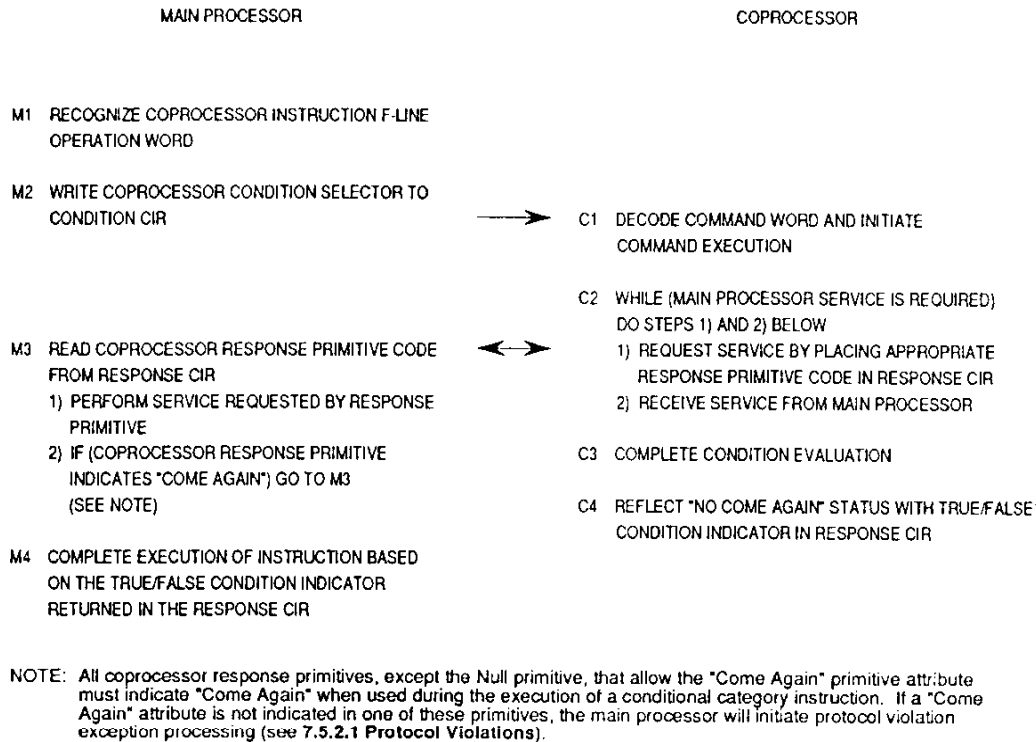 MAIN PROCESSOR
COPROCESSOR
M1 RECOGNIZE COPROCESSOR INSTRUCTION F-LINE
OPERATION WORD
M2 WRITE COPROCESSOR CONDITION SELECTOR TO
CONDITION CIR
C1 DECODE COMMAND WORD AND INITIATE
COMMAND EXECUTION
C2 WHILE (MAIN PROCESSOR SERVICE IS REQUIRED)
DO STEPS 1) AND 2) BELOW
1) REQUEST SERVICE BY PLACING APPROPRIATE
RESPONSE PRIMITIVE CODE IN RESPONSE CIR
2) RECEIVE SERVICE FROM MAIN PROCESSOR
M3 READ COPROCESSOR RESPONSE PRIMITIVE CODE
FROM RESPONSE CIR
1) PERFORM SERVICE REQUESTED BY RESPONSE
PRIMITIVE
2) IF (COPROCESSOR RESPONSE PRIMITIVE
INDICATES "COME AGAIN") GO TO M3
(SEE NOTE)
C3 COMPLETE CONDITION EVALUATION
C4 REFLECT "NO COME AGAIN" STATUS WITH TRUE/FALSE
CONDITION INDICATOR IN RESPONSE CIR
M4 COMPLETE EXECUTION OF INSTRUCTION BASED
ON THE TRUE/FALSE CONDITION INDICATOR
RETURNED IN THE RESPONSE CIR
NOTE: All coprocessor response primitives, except the Null primitive, that allow the "Come Again" primitive attribute
must indicate "Come Again" when used during the execution of a conditional category instruction. If a "Come
Again" attribute is not indicated in one of these primitives, the main processor will initiate protocol violation
exception processing (see 7.5.2.1 Protocol Violations).